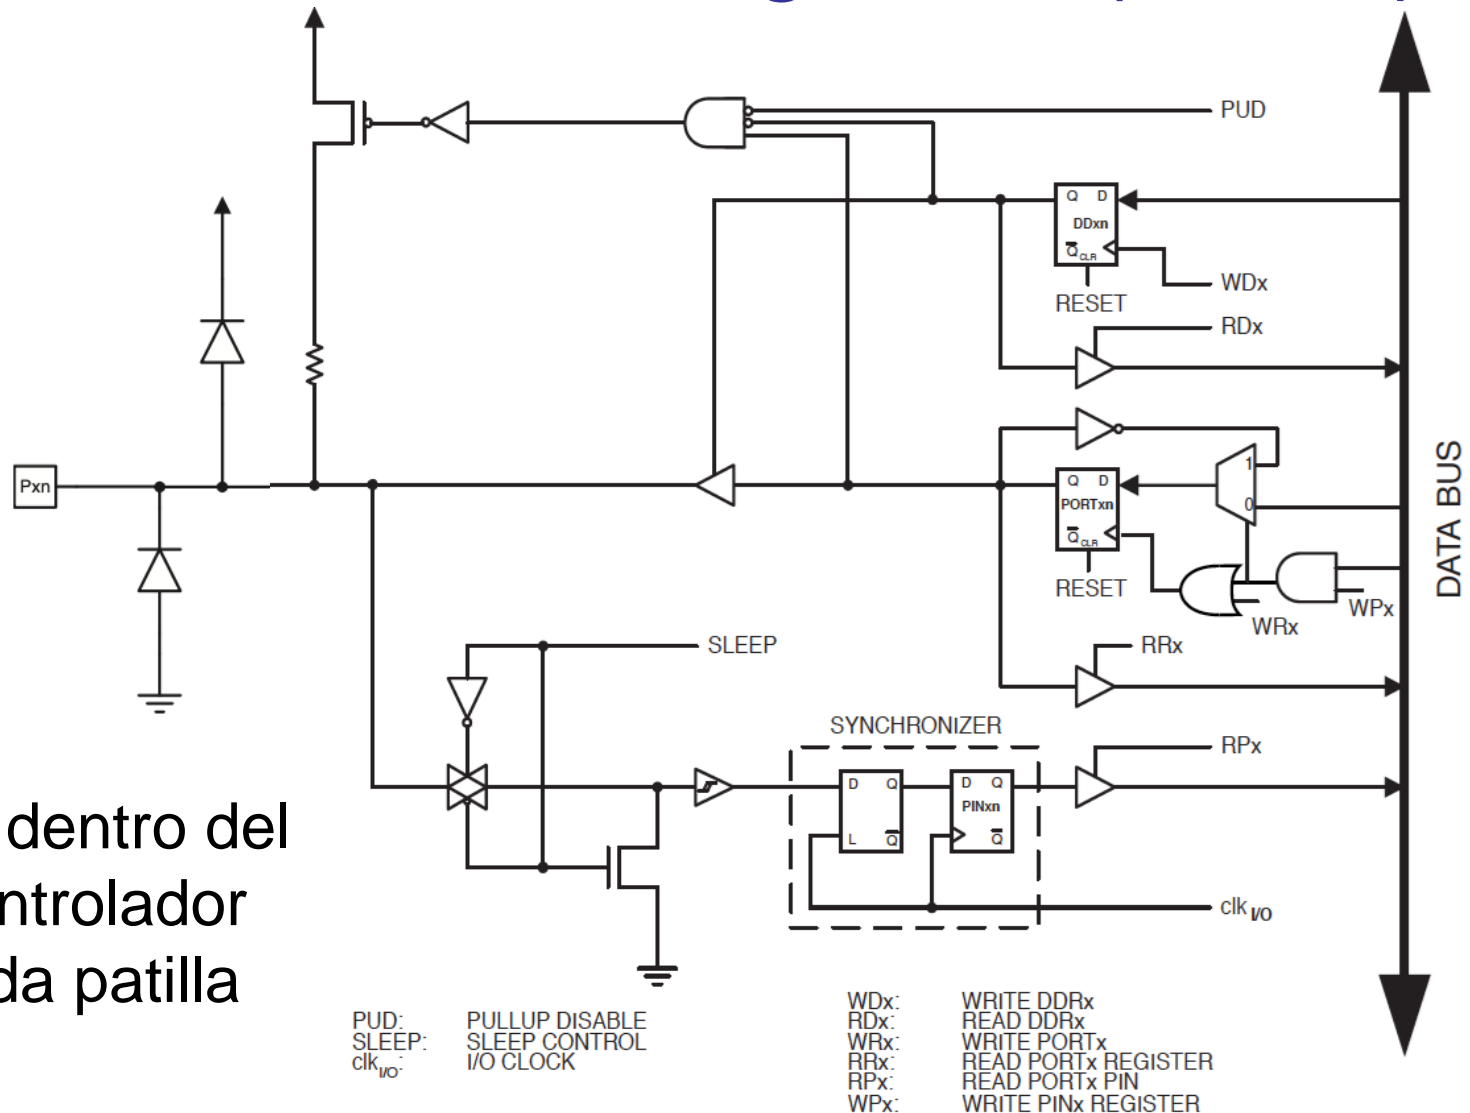 PUD
Q D
DDxn
Q CLR
WDx
RESET
RDx
1
Pxn
Q D
PORTxn
0
Q CLR
RESET
WPx
WRx
DATA BUS
SLEEP
RRx
SYNCHRONIZER
RPx
D Q
D Q
PINxn
L Q
Q
clk I/O
dentro del
ntrolador
da patilla
PUD: PULLUP DISABLE
SLEEP: SLEEP CONTROL
clkI/O: I/O CLOCK
WDx: WRITE DDRx
RDx: READ DDRx
WRx: WRITE PORTx
RRx: READ PORTx REGISTER
RPx: READ PORTx PIN
WPx: WRITE PINx REGISTER